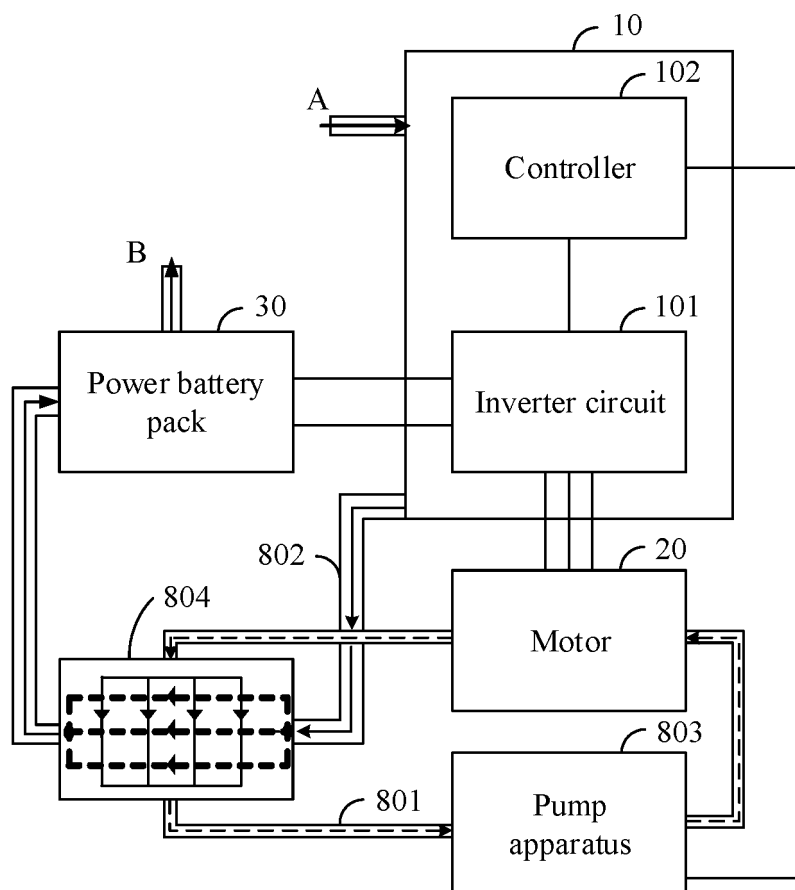 10
102
A
Controller
B
30
101
Power battery
pack
Inverter circuit
802
20
804
Motor
803
801
Pump
apparatus